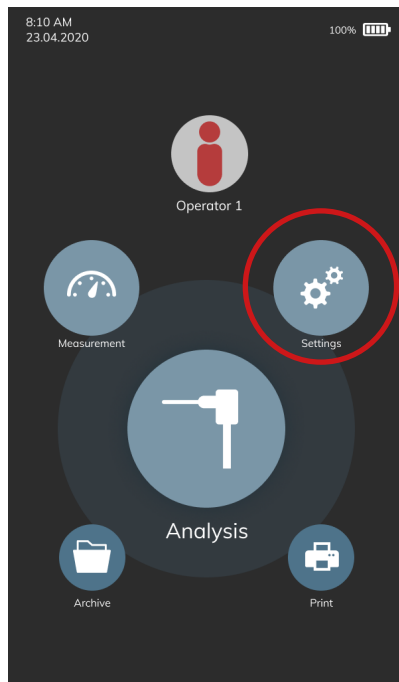 8:10 AM
100%
23.04.2020
Operator 1
Measurement
Settings
Analysis
Archive
Print